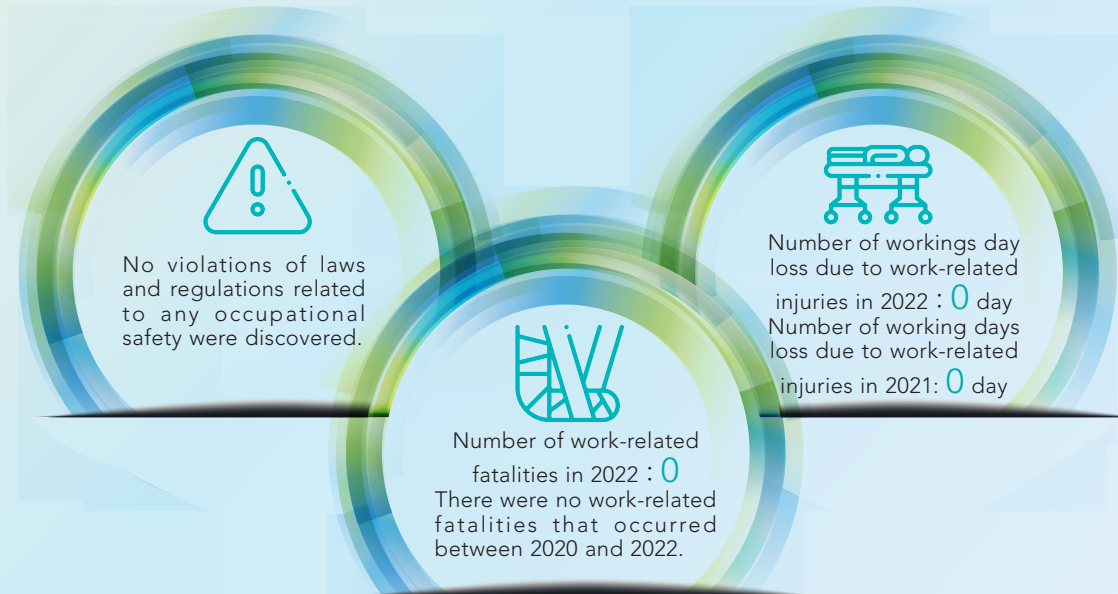 No violations of laws
and regulations related
to any occupational
safety were discovered.
Number of work-related
fatalities in 2022 : 0
There were no work-related
fatalities that occurred
between 2020 and 2022.
Number of workings day
loss due to work-related
injuries in 2022 : 0 day
Number of working days
loss due to work-related
injuries in 2021: 0 day